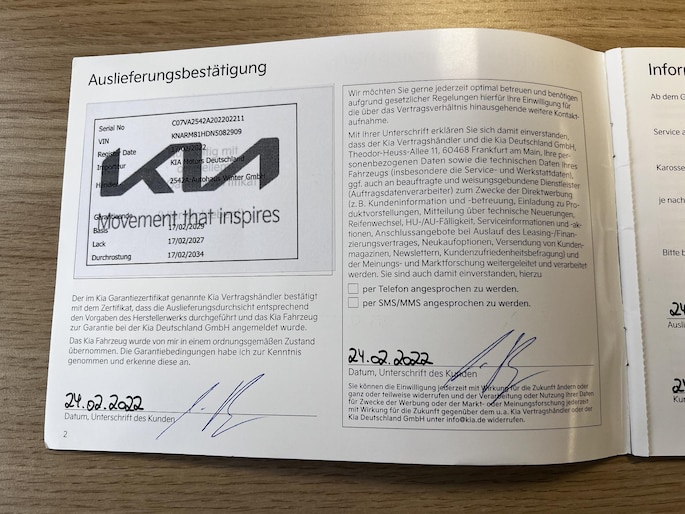 Auslieferungsbestätigung
Serial No C07VA2542A202202211
VIN KNARM81HDN5082909
Register Date 17/02/2022
Importeur KIA Motors Deutschland
Händler 2542A:Autohaus Winter GmbH
KIA
Movement that inspires
Basis 17/02/2029
Lack 17/02/2027
Durchrostung 17/02/2034
Der im Kia Garantiezertifikat genannte Kia Vertragshändler bestätigt
mit dem Zertifikat, dass die Auslieferungsdurchsicht entsprechend
den Vorgaben des Herstellerwerks durchgeführt und das Kia Fahrzeug
zur Garantie bei der Kia Deutschland GmbH angemeldet wurde.
Das Kia Fahrzeug wurde von mir in einem ordnungsgemäßen Zustand
übernommen. Die Garantiebedingungen habe ich zur Kenntnis
genommen und erkenne diese an.
24.02.2022
Datum, Unterschrift des Kunden
2
Wir möchten Sie gerne jederzeit optimal betreuen und benötigen
aufgrund gesetzlicher Regelungen hierfür Ihre Einwilligung für
die über das Vertragsverhältnis hinausgehende weitere Kontakt-
aufnahme.
Mit Ihrer Unterschrift erklären Sie sich damit einverstanden,
dass der Kia Vertragshändler und die Kia Deutschland GmbH,
Theodor-Heuss-Allee 11, 60468 Frankfurt am Main, Ihre per-
sonenbezogenen Daten sowie die technischen Daten Ihres
Fahrzeugs (insbesondere die Service- und Werkstattdaten),
ggf. auch an beauftragte und weisungsgebundene Dienstleister
(Auftragsdatenverarbeiter) zum Zwecke der Direktwerbung
(z. B. Kundeninformation und -betreuung, Einladung zu Pro-
duktvorstellungen, Mitteilung über technische Neuerungen,
Reifenwechsel, HU-/AU-Fälligkeit, Serviceinformationen und -ak-
tionen, Anschlussangebote bei Auslauf des Leasing-/Finan-
zierungsvertrages, Neukaufoptionen, Versendung von Kunden-
magazinen, Newslettern, Kundenzufriedenheitsbefragung) und
der Meinungs- und Marktforschung weitergeleitet und verarbeitet
werden. Sie sind auch damit einverstanden, hierzu
per Telefon angesprochen zu werden.
per SMS/MMS angesprochen zu werden.
24.02.2022
Datum, Unterschrift des Kunden
Sie können die Einwilligung jederzeit mit Wirkung für die Zukunft ändern oder
ganz oder teilweise widerrufen und der Verarbeitung oder Nutzung Ihrer Daten
für Zwecke der Werbung oder der Markt- oder Meinungsforschung jederzeit
mit Wirkung für die Zukunft gegenüber dem u.a. Kia Vertragshändler oder der
Kia Deutschland GmbH unter info@kia.de widerrufen.
Infor
Ab dem G
Service a
Karosse
je nach
Bitte b
24
Ausli
24
Kun